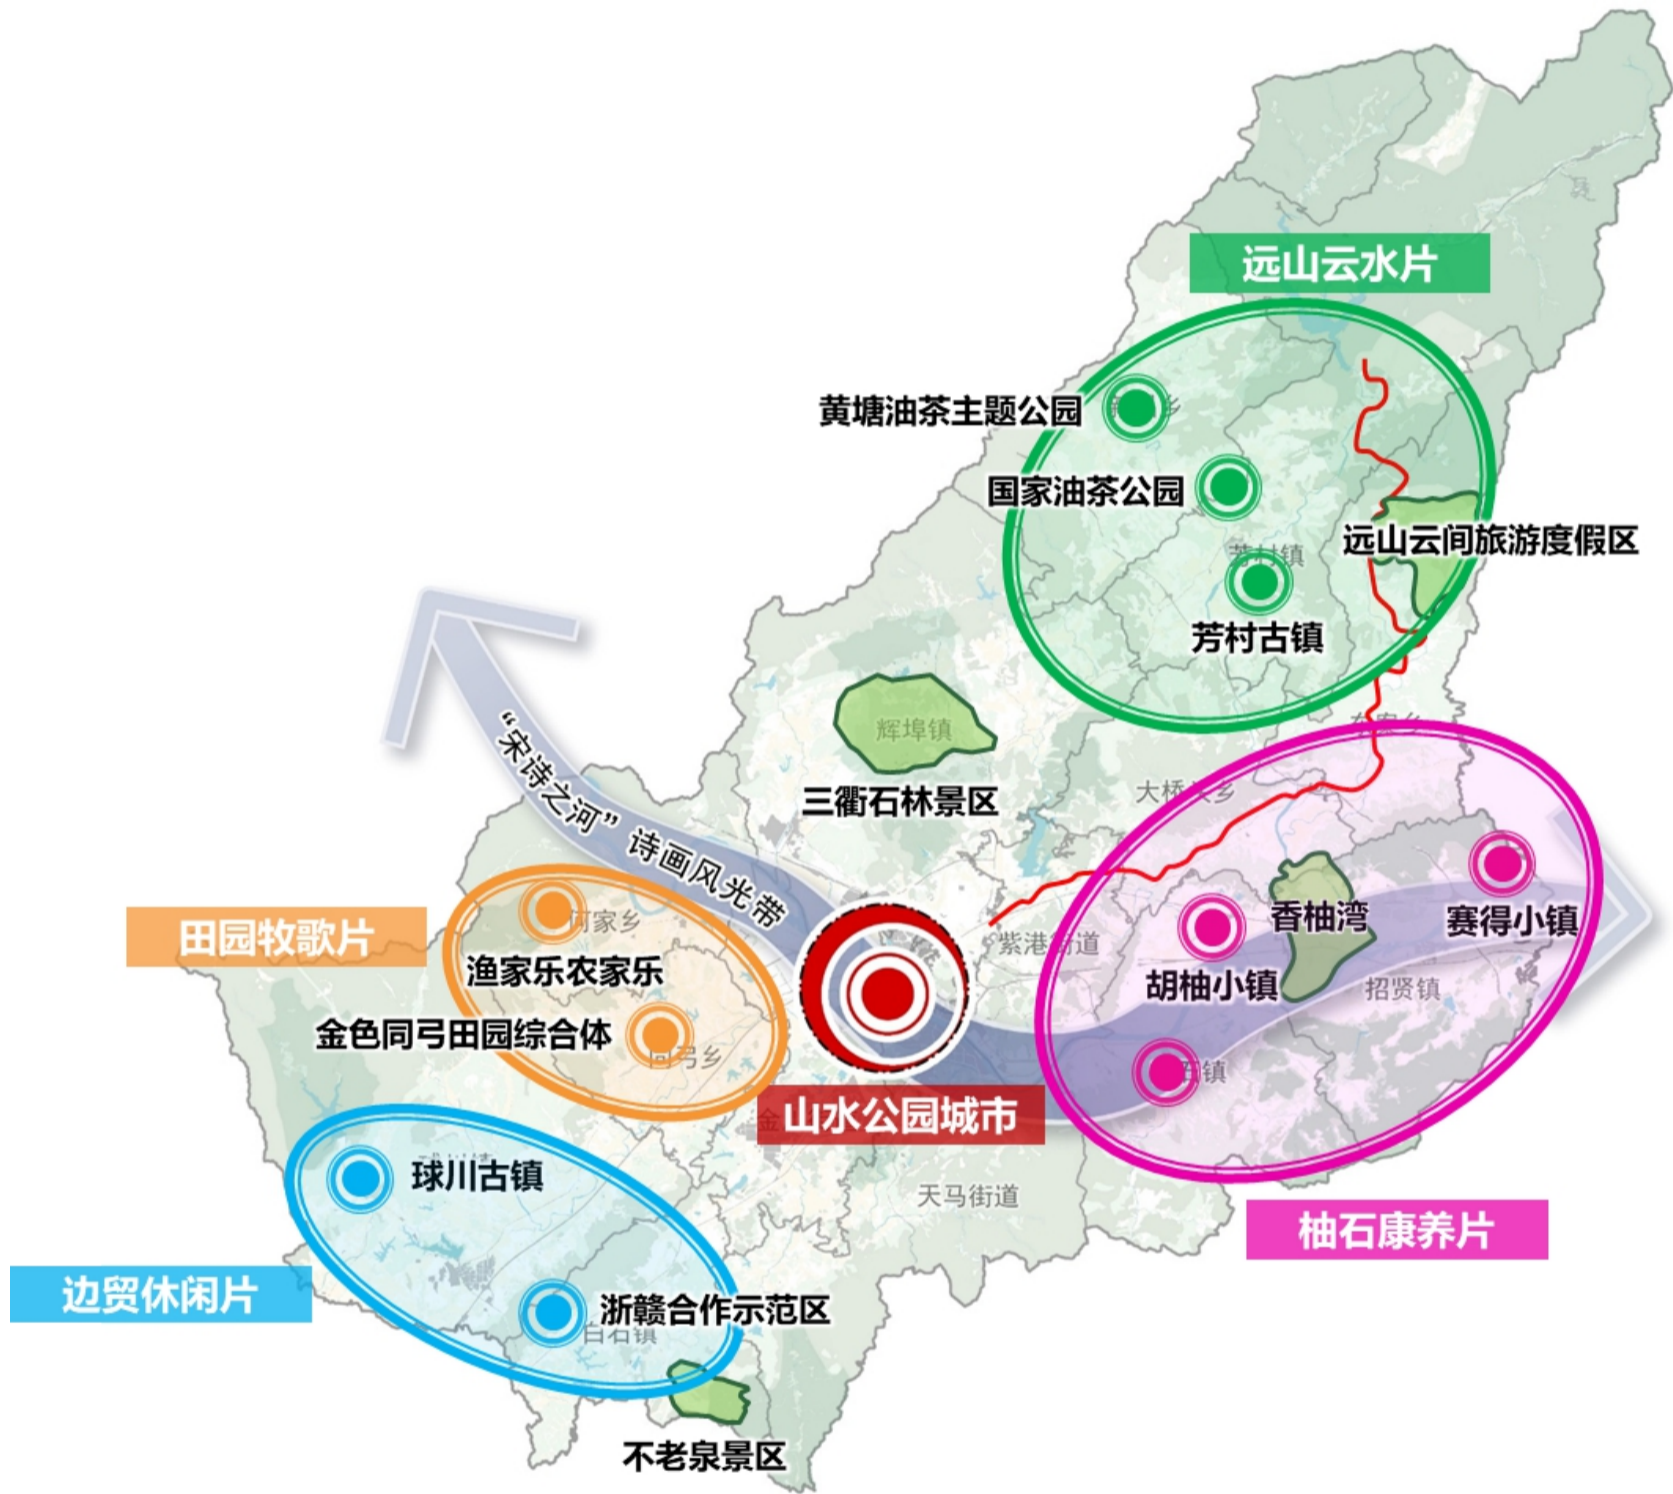 远山云水片
黄塘油茶主题公园
国家油茶公园
芳村镇
远山云间旅游度假区
芳村古镇
辉埠镇
三衢石林景区
“宋诗之河”诗画风光带
田园牧歌片
何家乡
渔家乐农家乐
金色同弓田园综合体
同弓乡
紫港街道
香柚湾
赛得小镇
胡柚小镇
招贤镇
山水公园城市
球川古镇
天马街道
柚石康养片
边贸休闲片
浙赣合作示范区
白石镇
不老泉景区